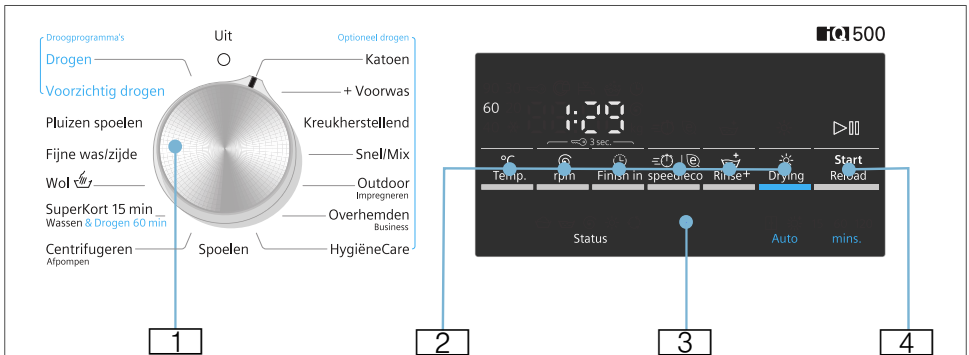 Droogprogramma's
Uit
Optioneel drogen
iQ 500
Drogen
Katoen
Voorzichtig drogen
+ Voorwas
Pluizen spoelen
Kreukherstellend
Fijne was/zijde
Snel/Mix
Wol
Outdoor
Impregneren
SuperKort 15 min
Wassen & Drogen 60 min
Overhemden
Business
Centrifugeren
Afpompen
Spoelen
HygiëneCare
60
1:29
3 sec.
°C
Temp.
rpm
Finish in
e
speed|eco
Rinse+
Drying
Start
Reload
Status
Auto
mins.
1
2
3
4